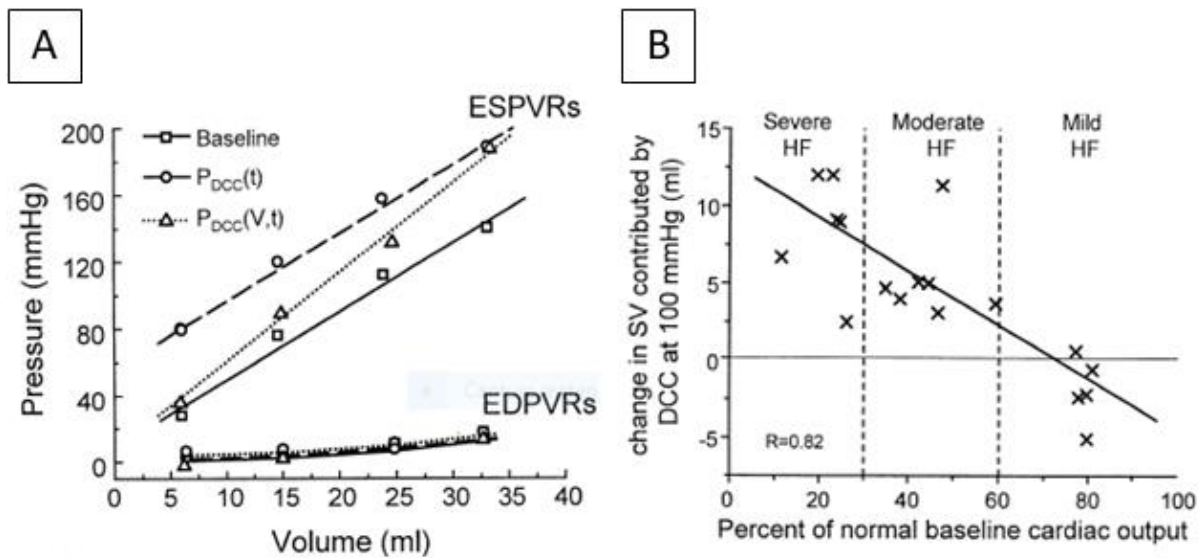 A
ESPVRs
Baseline
P_DCC(t)
P_DCC(V,t)
EDPVRs
Pressure (mmHg)
200
160
120
80
40
0
0 5 10 15 20 25 30 35 40
Volume (ml)
B
Severe HF
Moderate HF
Mild HF
change in SV contributed by
DCC at 100 mmHg (ml)
15
10
5
0
-5
R=0.82
0 20 40 60 80 100
Percent of normal baseline cardiac output